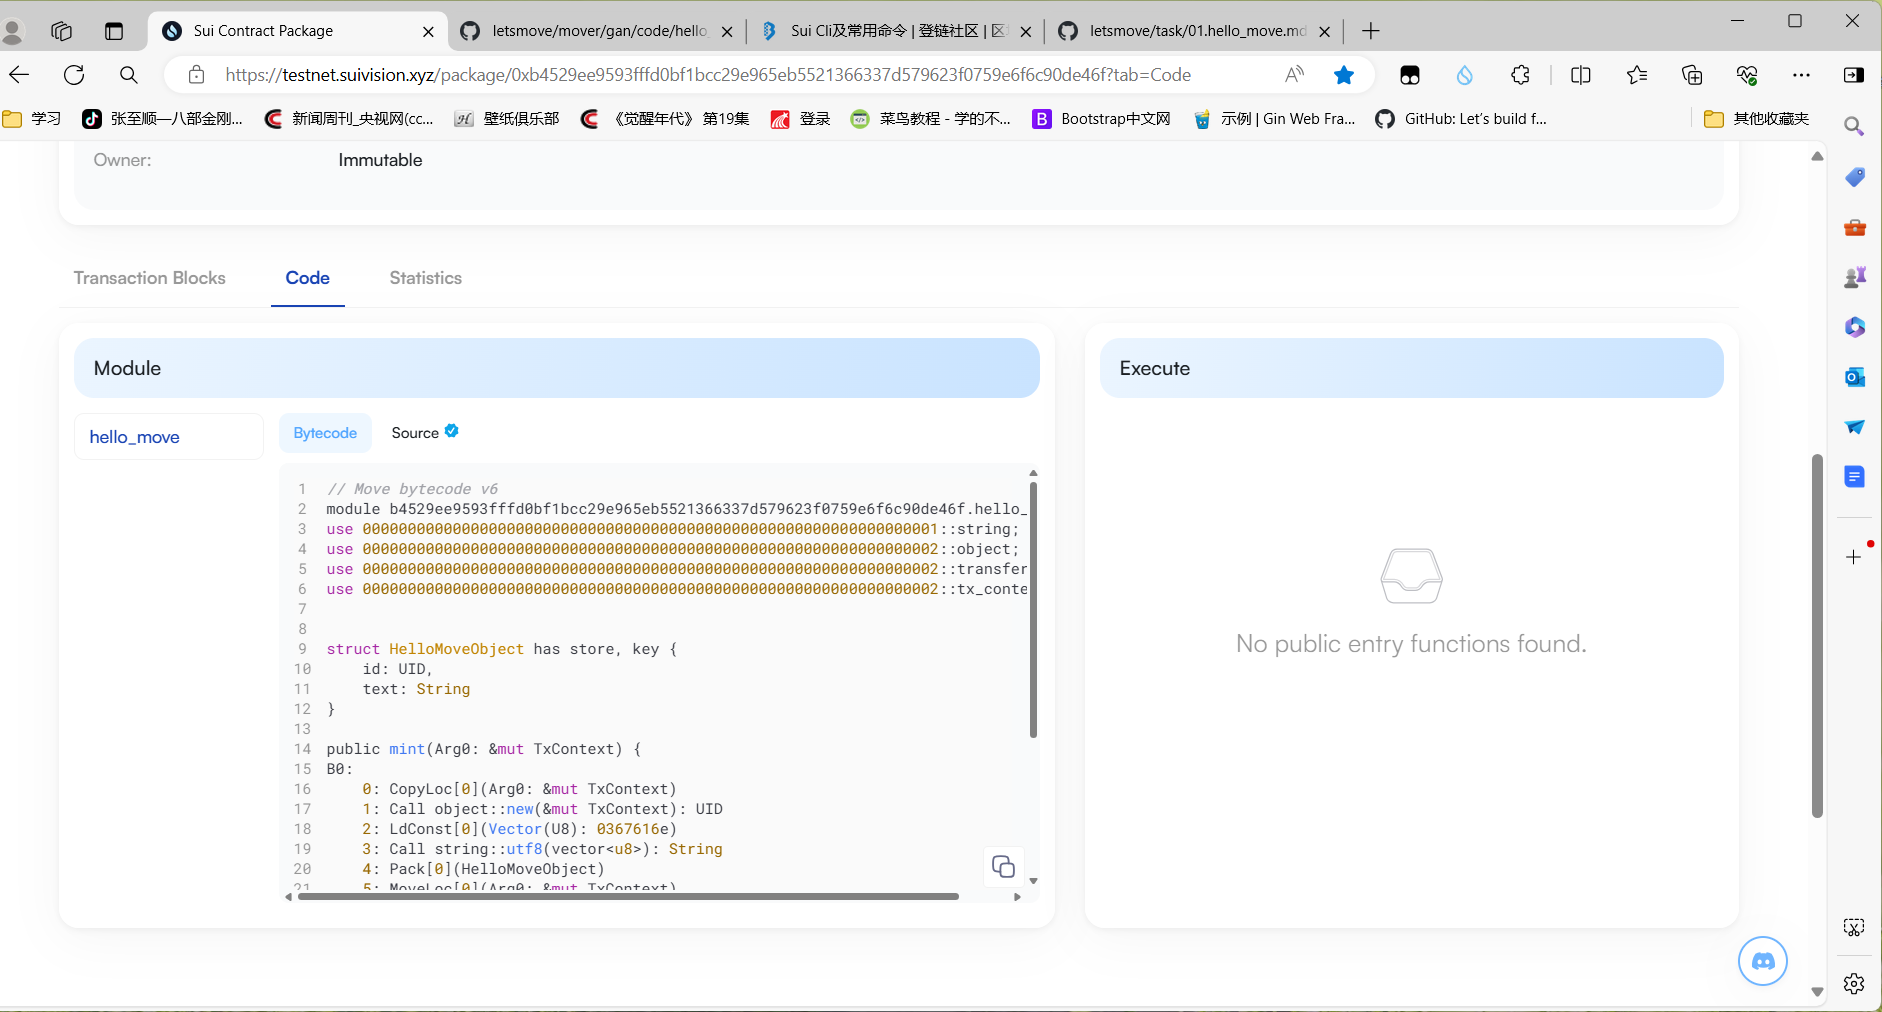 Sui Contract Package
letsmove/mover/gan/code/hello_
Sui Cli及常用命令 | 登链社区 | 区
letsmove/task/01.hello_move.md
https://testnet.suivision.xyz/package/0xb4529ee9593fffd0bf1bcc29e965eb5521366337d579623f0759e6f6c90de46f?tab=Code
学习
张至顺—八部金刚...
新闻周刊_央视网(cc...
壁纸俱乐部
《觉醒年代》 第19集
登录
菜鸟教程 - 学的不...
Bootstrap中文网
示例 | Gin Web Fra...
GitHub: Let's build f...
其他收藏夹
Owner:
Immutable
Transaction Blocks
Code
Statistics
Module
Execute
hello_move
Bytecode
Source
1 // Move bytecode v6
2 module b4529ee9593fffd0bf1bcc29e965eb5521366337d579623f0759e6f6c90de46f.hello_
3 use 0000000000000000000000000000000000000000000000000000000000000001::string;
4 use 0000000000000000000000000000000000000000000000000000000000000002::object;
5 use 0000000000000000000000000000000000000000000000000000000000000002::transfer
6 use 0000000000000000000000000000000000000000000000000000000000000002::tx_conte
7
8
9 struct HelloMoveObject has store, key {
10 id: UID,
11 text: String
12 }
13
14 public mint(Arg0: &mut TxContext) {
15 B0:
16 0: CopyLoc[0](Arg0: &mut TxContext)
17 1: Call object::new(&mut TxContext): UID
18 2: LdConst[0](Vector(U8): 0367616e)
19 3: Call string::utf8(vector<u8>): String
20 4: Pack[0](HelloMoveObject)
21 5: MoveLoc[0](Arg0: &mut TxContext)
No public entry functions found.